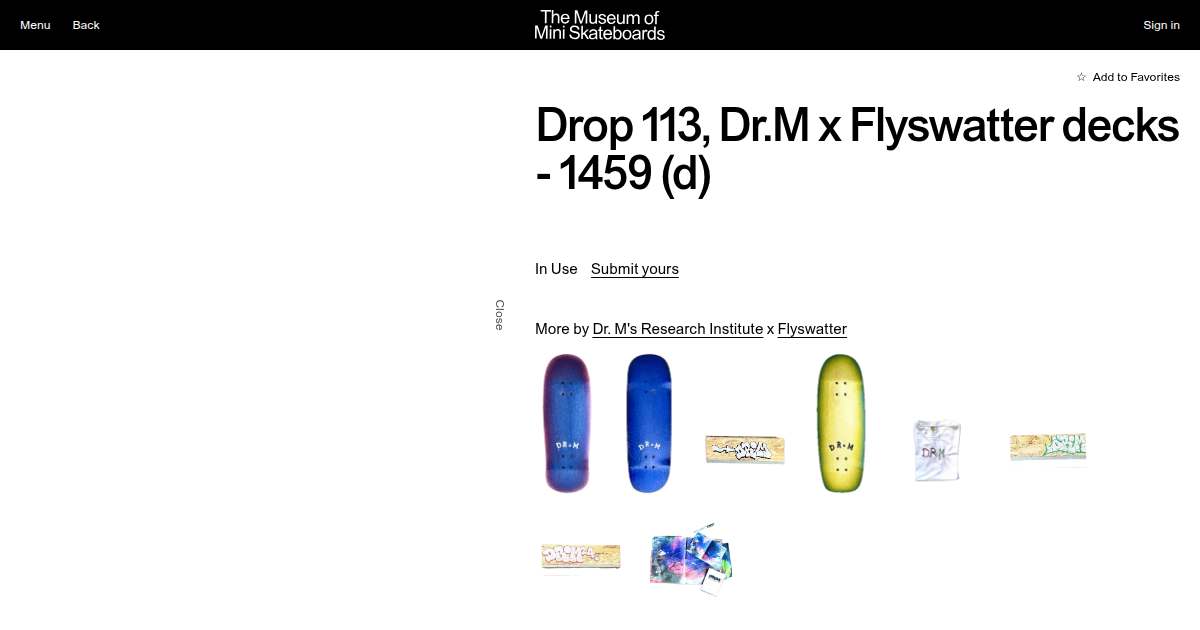 Menu
Back
The Museum of
Mini Skateboards
Sign in
☆ Add to Favorites
Drop 113, Dr.M x Flyswatter decks
- 1459 (d)
In Use
Submit yours
Close
More by Dr. M's Research Institute x Flyswatter
DR•M
DR•M
DR•M
DR.M